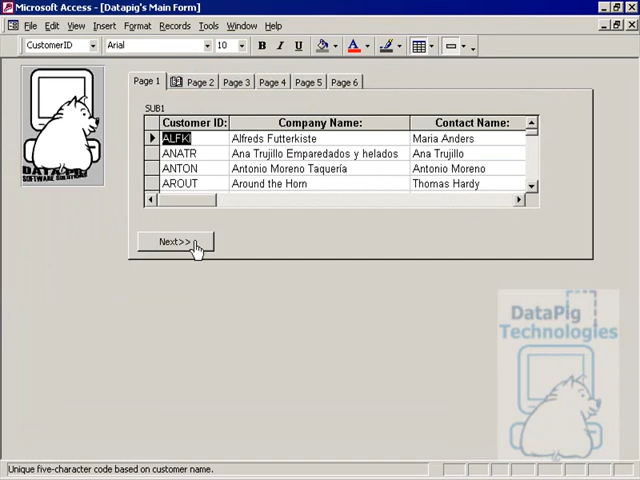 Microsoft Access - [Datapig's Main Form]
File Edit View Insert Format Records Tools Window Help
CustomerID Arial 10 B I U A
Page 1 Page 2 Page 3 Page 4 Page 5 Page 6
SUB1
Customer ID: Company Name: Contact Name:
ALFKI Alfreds Futterkiste Maria Anders
ANATR Ana Trujillo Emparedados y helados Ana Trujillo
ANTON Antonio Moreno Taquería Antonio Moreno
AROUT Around the Horn Thomas Hardy
DATAPIG
SOFTWARE SOLUTIONS
Next>>
DataPig
Technologies
Unique five-character code based on customer name.